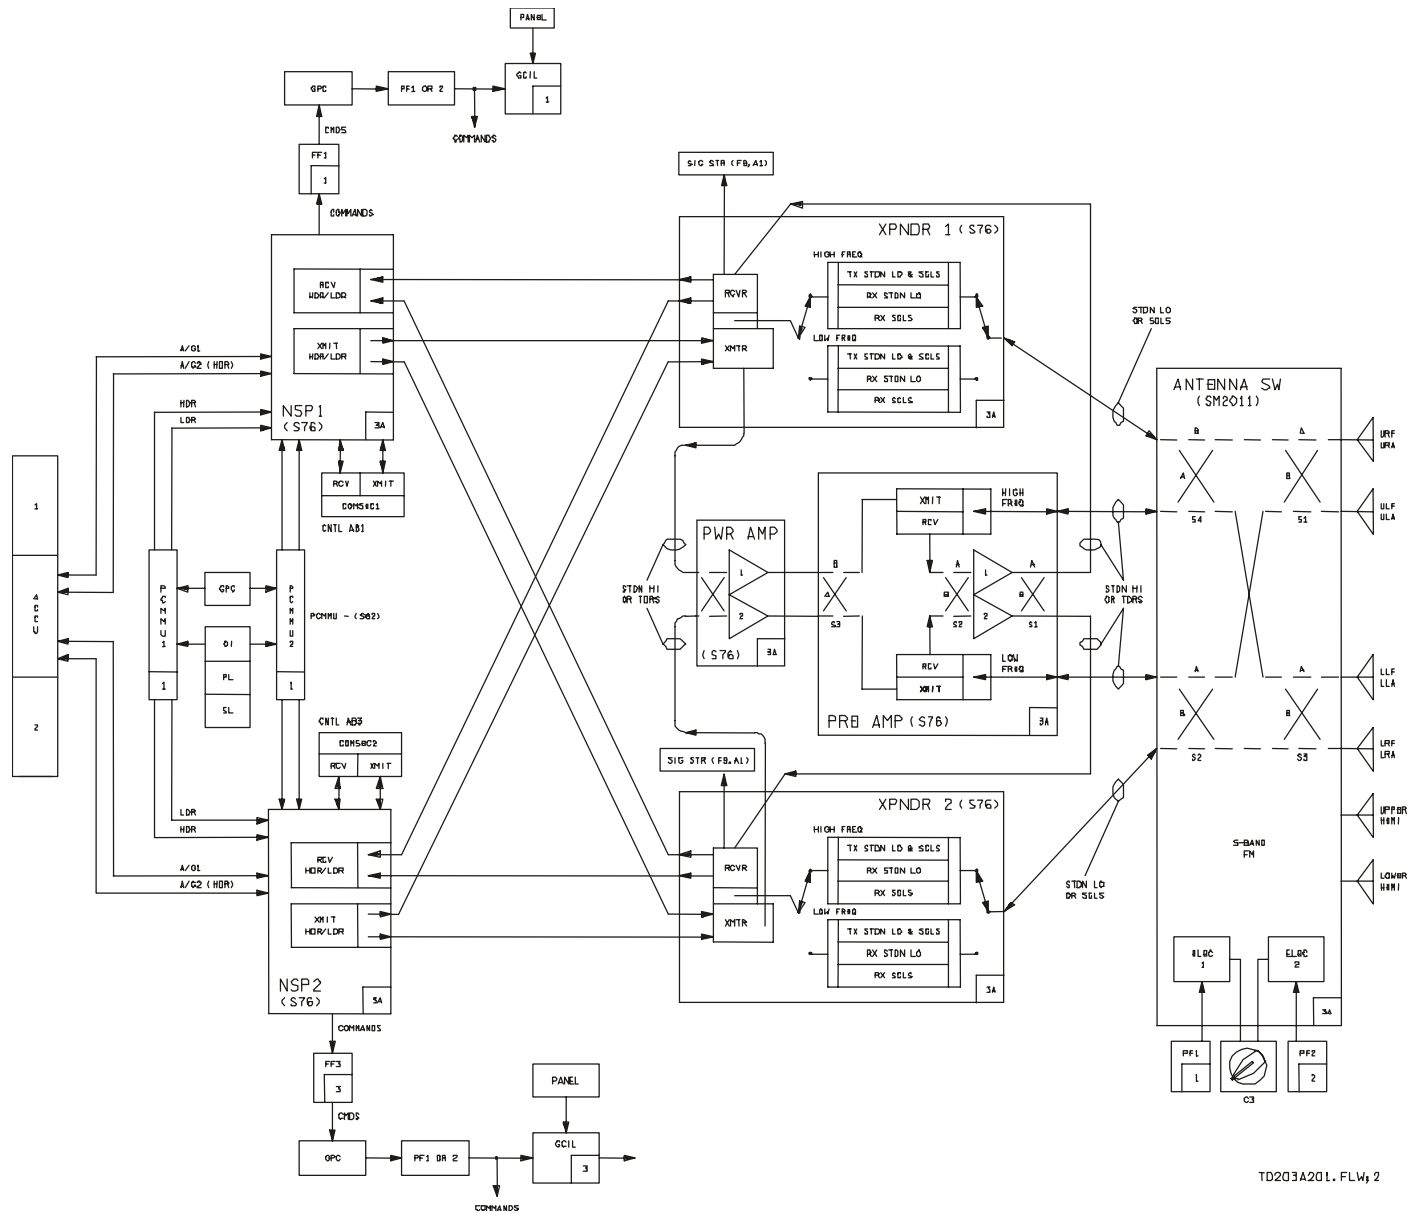 PANEL
GCIL
1
GPC
PF1 OR 2
COMMANDS
CMDS
FF1
1
COMMANDS
SIG STR (FB,A1)
XPNDR 1 (S76)
HIGH FREQ
TX STDN LO & SGLS
RX STDN LO
RX SGLS
RCVR
LOW FREQ
XMTR
TX STDN LO & SGLS
RX STDN LO
RX SGLS
3A
RCV
HDR/LDR
XMIT
HDR/LDR
NSP1
(S76)
3A
A/G1
A/G2 (HDR)
HDR
LDR
RCV
XMIT
COMSEC1
CNTL AB1
STDN LO
OR SGLS
ANTENNA SW
(SM2011)
B
A
A
B
S4
S1
URF
URA
ULF
ULA
1
ACCU
2
PCMMU1
1
GPC
OI
PL
SL
PCMMU2
1
PCMMU - (S62)
STDN HI
OR TDRS
PWR AMP
1
2
(S76)
3A
B
A
S3
XMIT
RCV
HIGH
FREQ
A
B
S2
1
2
A
B
S1
RCV
XMIT
LOW
FREQ
PRE AMP (S76)
3A
STDN HI
OR TDRS
A
A
B
B
S2
S3
LLF
LLA
LRF
LRA
UPPER
HEMI
LOWER
HEMI
S-BAND
FM
CNTL AB3
COMSEC2
RCV
XMIT
LDR
HDR
A/G1
A/G2 (HDR)
RCV
HDR/LDR
XMIT
HDR/LDR
NSP2
(S76)
3A
SIG STR (FB,A1)
XPNDR 2 (S76)
HIGH FREQ
TX STDN LO & SGLS
RX STDN LO
RX SGLS
RCVR
LOW FREQ
XMTR
TX STDN LO & SGLS
RX STDN LO
RX SGLS
3A
STDN LO
OR SGLS
ELEC
1
ELEC
2
3A
PF1
1
C3
PF2
2
COMMANDS
FF3
3
CMDS
GPC
PF1 OR 2
COMMANDS
PANEL
GCIL
3
TD203A201.FLW;2